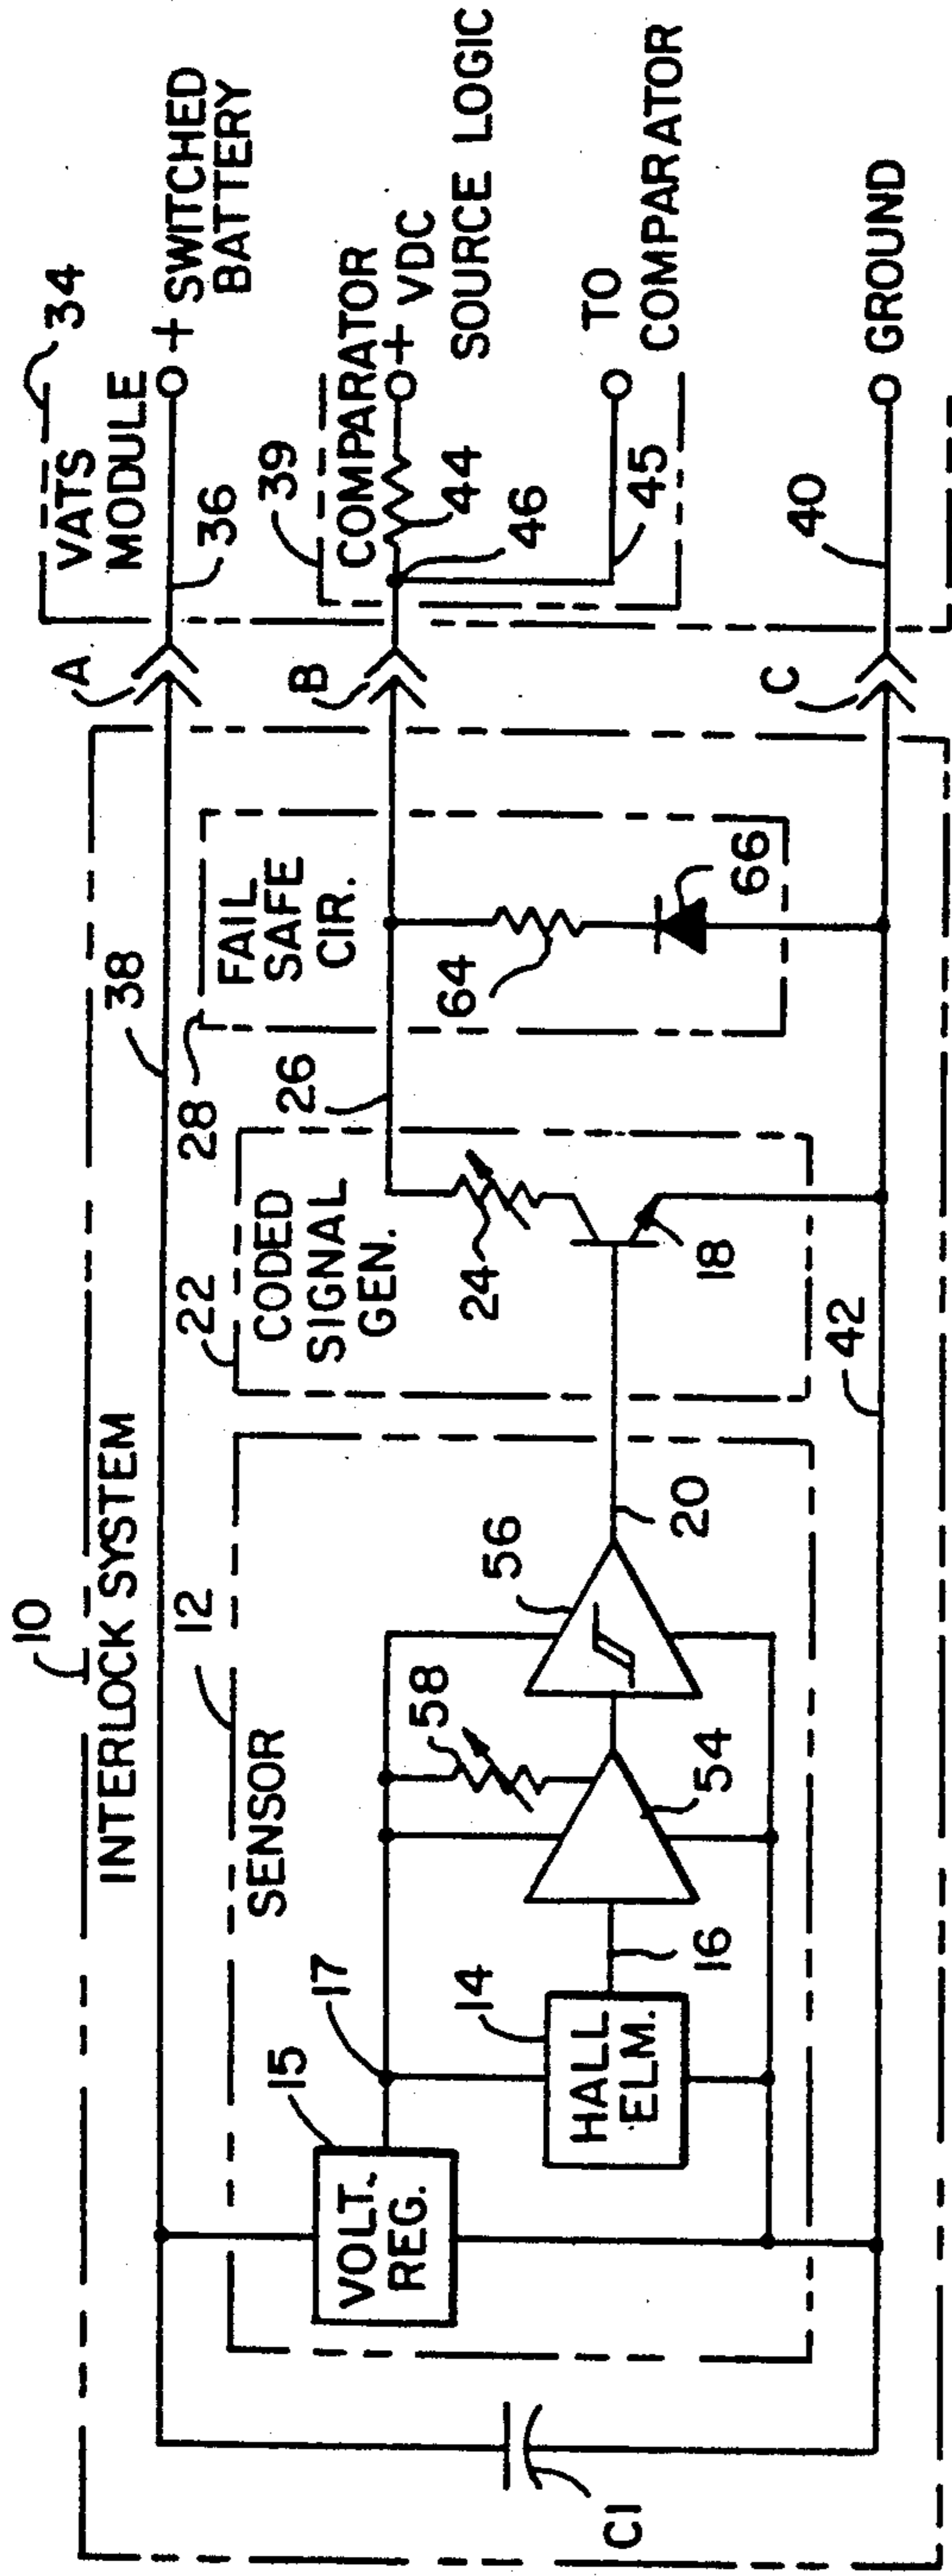 10
INTERLOCK SYSTEM
38
A
36
VATS
MODULE
34
+ SWITCHED
BATTERY
12
SENSOR
22
CODED
SIGNAL
GEN.
28
FAIL
SAFE
CIR.
26
B
39
COMPARATOR
+ VDC
SOURCE LOGIC
44
46
TO
COMPARATOR
45
15
VOLT.
REG.
17
14
HALL
ELM.
16
58
54
56
20
24
18
64
66
42
C
40
GROUND
C1